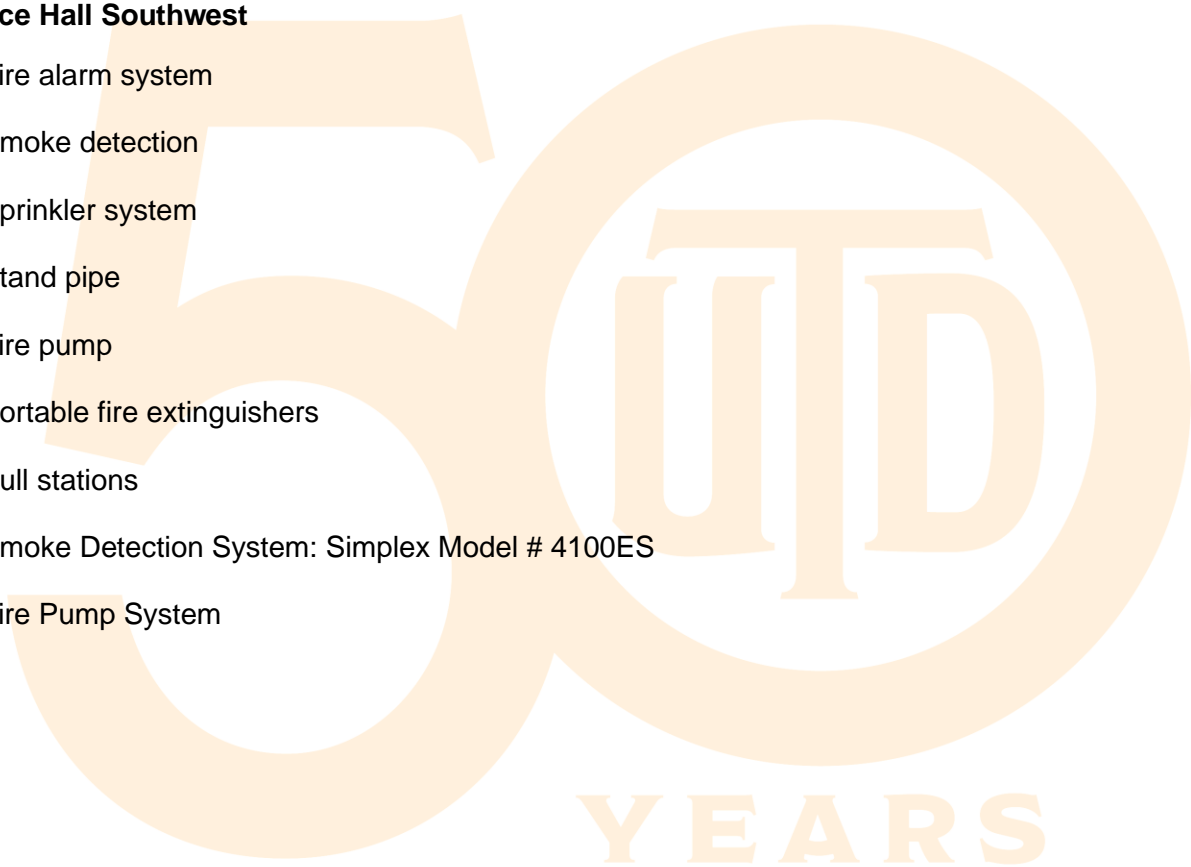 ce Hall Southwest
ire alarm system
moke detection
prinkler system
tand pipe
ire pump
ortable fire extinguishers
ull stations
moke Detection System: Simplex Model # 4100ES
ire Pump System
50
UTD
YEARS